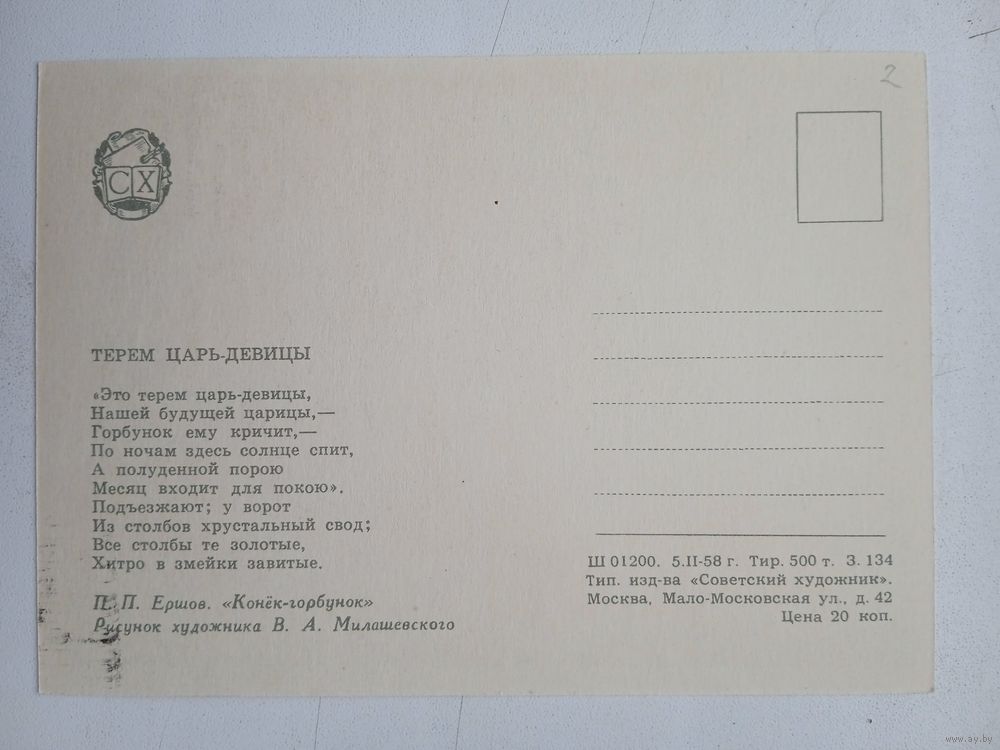 2
СХ
ТЕРЕМ ЦАРЬ-ДЕВИЦЫ
«Это терем царь-девицы,
Нашей будущей царицы,—
Горбунок ему кричит,—
По ночам здесь солнце спит,
А полуденной порою
Месяц входит для покою».
Подъезжают; у ворот
Из столбов хрустальный свод;
Все столбы те золотые,
Хитро в змейки завитые.
П. П. Ершов. «Конёк-горбунок»
Рисунок художника В. А. Милашевского
Ш 01200. 5.II-58 г. Тир. 500 т. З. 134
Тип. изд-ва «Советский художник».
Москва, Мало-Московская ул., д. 42
Цена 20 коп.
www.ay.by